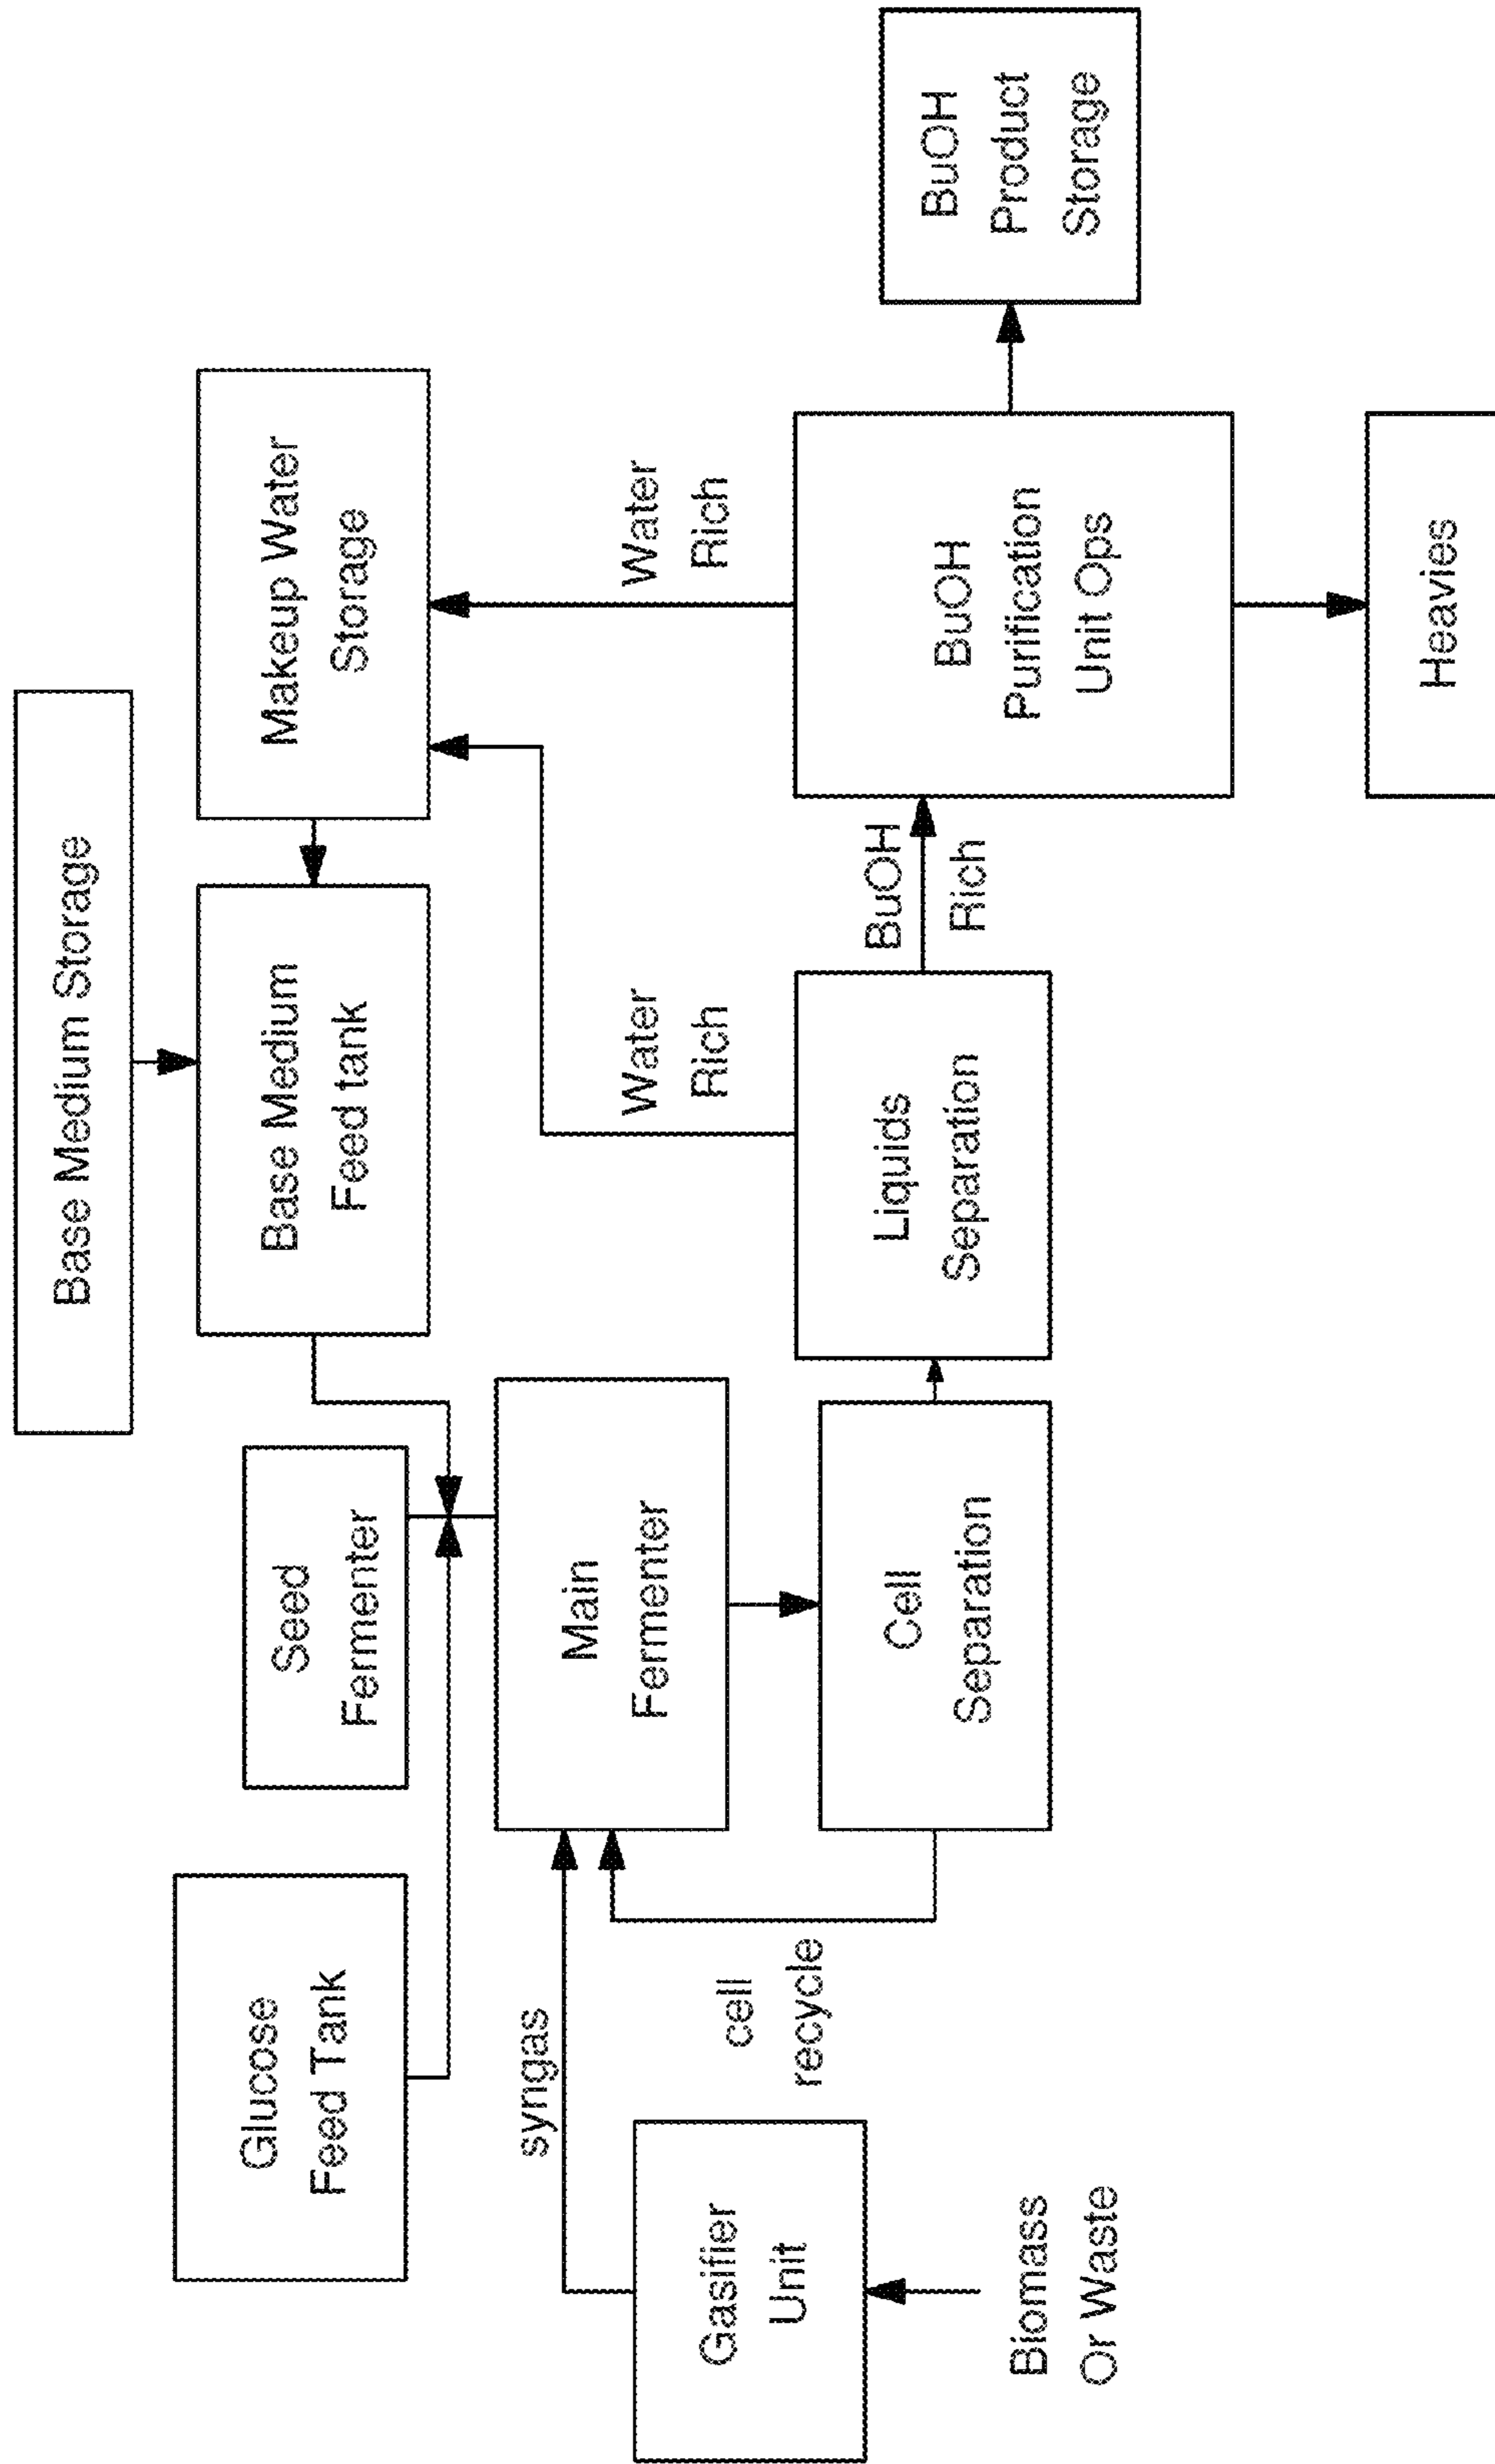 Base Medium Storage
Glucose
Feed Tank
Seed
Fermenter
Base Medium
Feed tank
Makeup Water
Storage
syngas
Main
Fermenter
Water
Rich
Water
Rich
Gasifier
Unit
cell
recycle
Cell
Separation
Liquids
Separation
BuOH
Rich
BuOH
Purification
Unit Ops
BuOH
Product
Storage
Biomass
Or Waste
Heavies